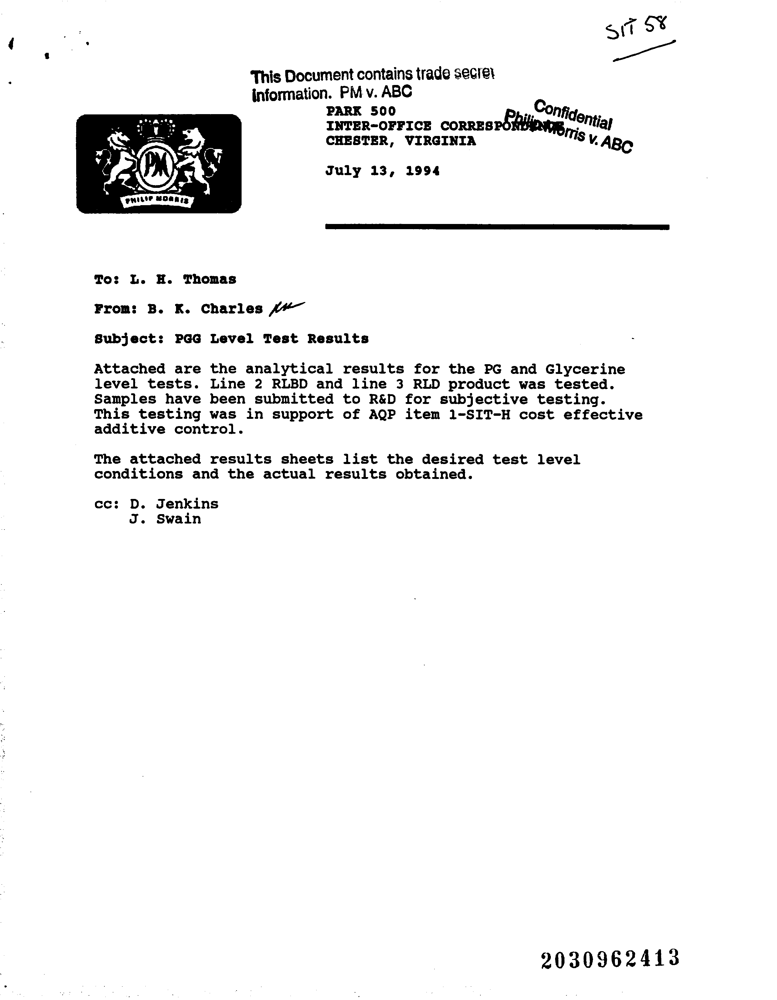 SIT 58
This Document contains trade secret
Information. PM v. ABC
PARK 500
INTER-OFFICE CORRESPONDENCE
CHESTER, VIRGINIA
Confidential
Philip Morris v. ABC
July 13, 1994
PM
PHILIP MORRIS
To: L. H. Thomas
From: B. K. Charles
Subject: PGG Level Test Results
Attached are the analytical results for the PG and Glycerine
level tests. Line 2 RLBD and line 3 RLD product was tested.
Samples have been submitted to R&D for subjective testing.
This testing was in support of AQP item 1-SIT-H cost effective
additive control.
The attached results sheets list the desired test level
conditions and the actual results obtained.
cc: D. Jenkins
J. Swain
2030962413